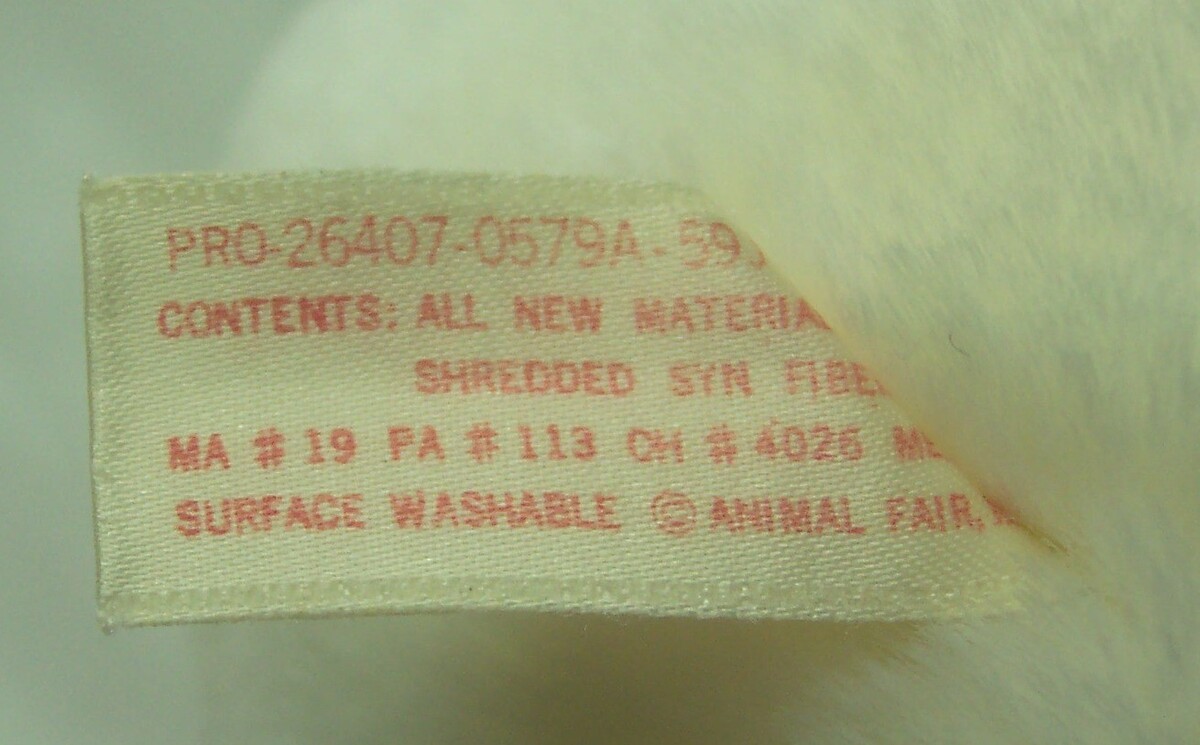 PRO-26407-0579A-59
CONTENTS: ALL NEW MATERIA
SHREDDED SYN FIBE
MA # 19 PA # 113 OH # 4026 ME
SURFACE WASHABLE © ANIMAL FAIR,